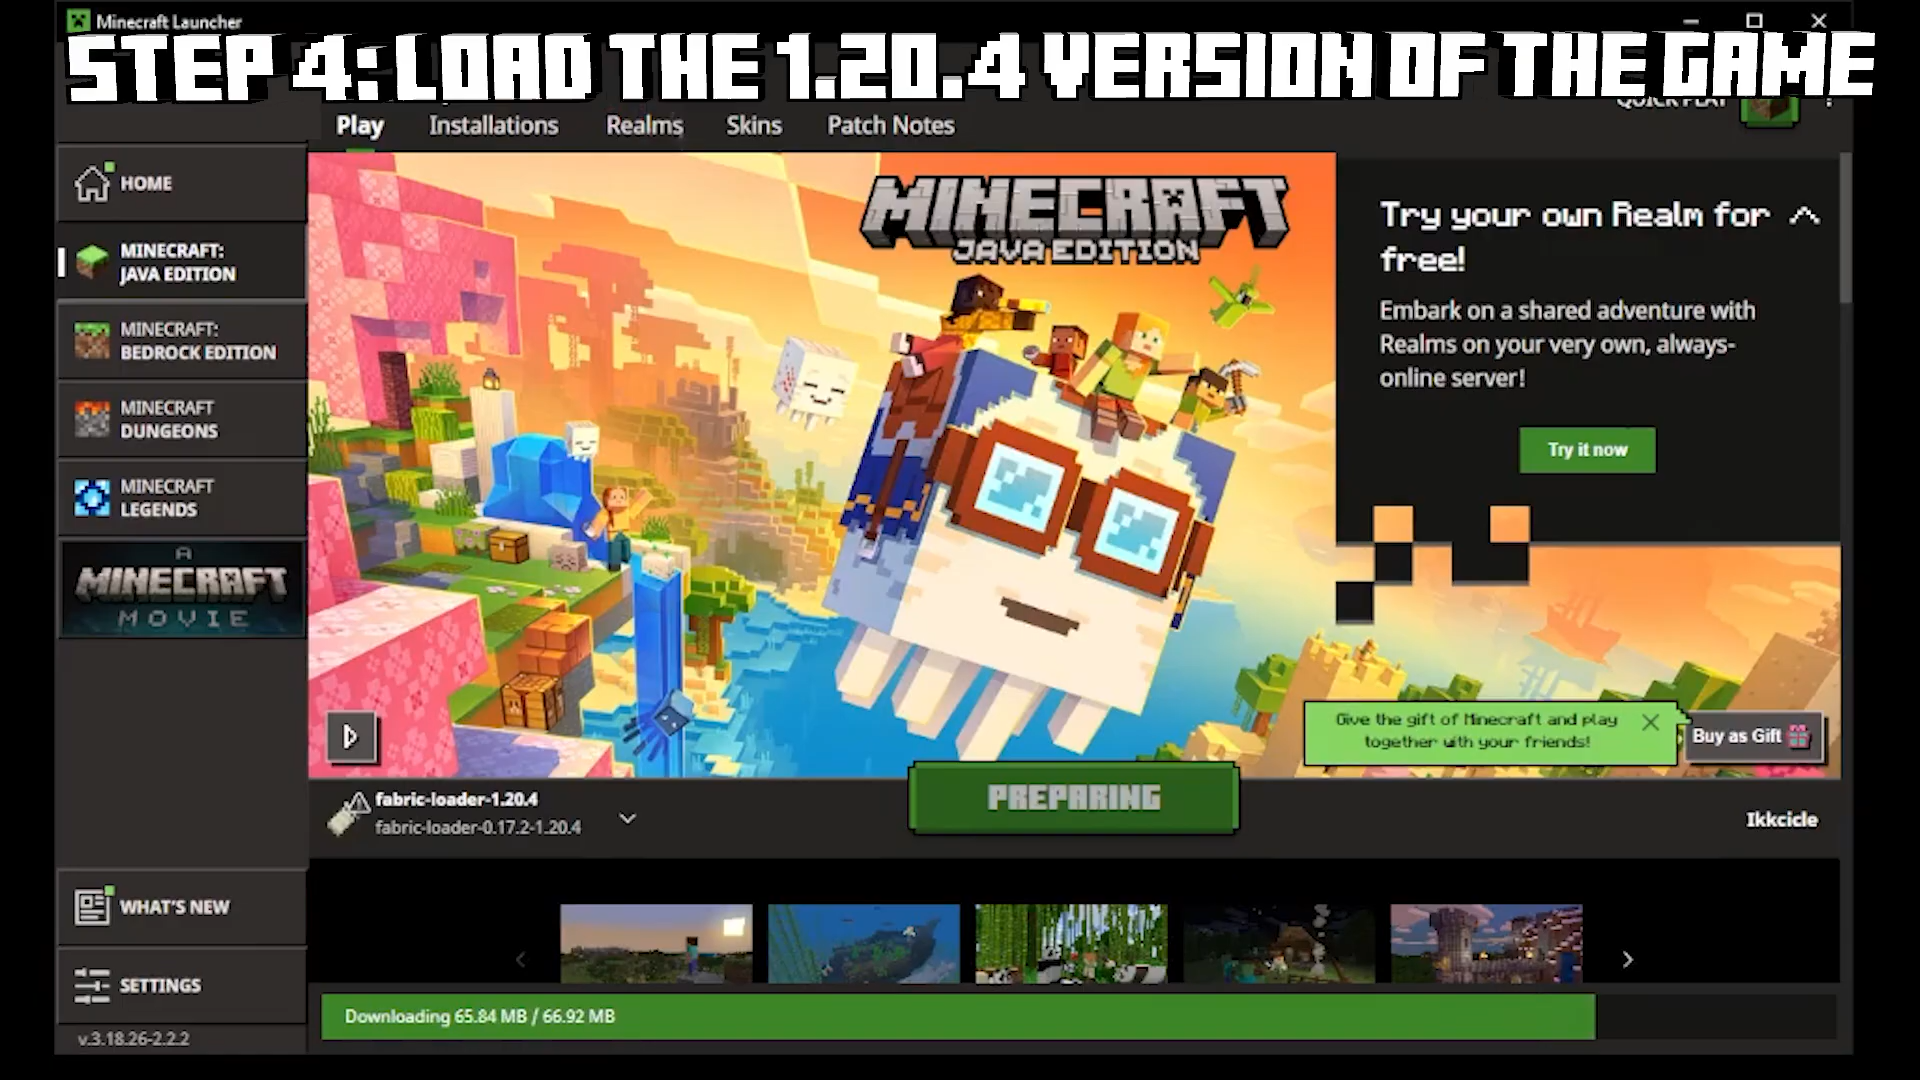 Minecraft Launcher
STEP 4: LOAD THE 1.20.4 VERSION OF THE GAME
QUICK PLAY
Play
Installations
Realms
Skins
Patch Notes
HOME
MINECRAFT:
JAVA EDITION
MINECRAFT:
BEDROCK EDITION
MINECRAFT
DUNGEONS
MINECRAFT
LEGENDS
A
MINECRAFT
MOVIE
MINECRAFT
JAVA EDITION
Try your own Realm for
free!
Embark on a shared adventure with
Realms on your very own, always-
online server!
Try it now
Give the gift of Minecraft and play
together with your friends!
Buy as Gift
fabric-loader-1.20.4
fabric-loader-0.17.2-1.20.4
PREPARING
Ikkcicle
WHAT'S NEW
SETTINGS
v.3.18.26-2.2.2
Downloading 65.84 MB / 66.92 MB